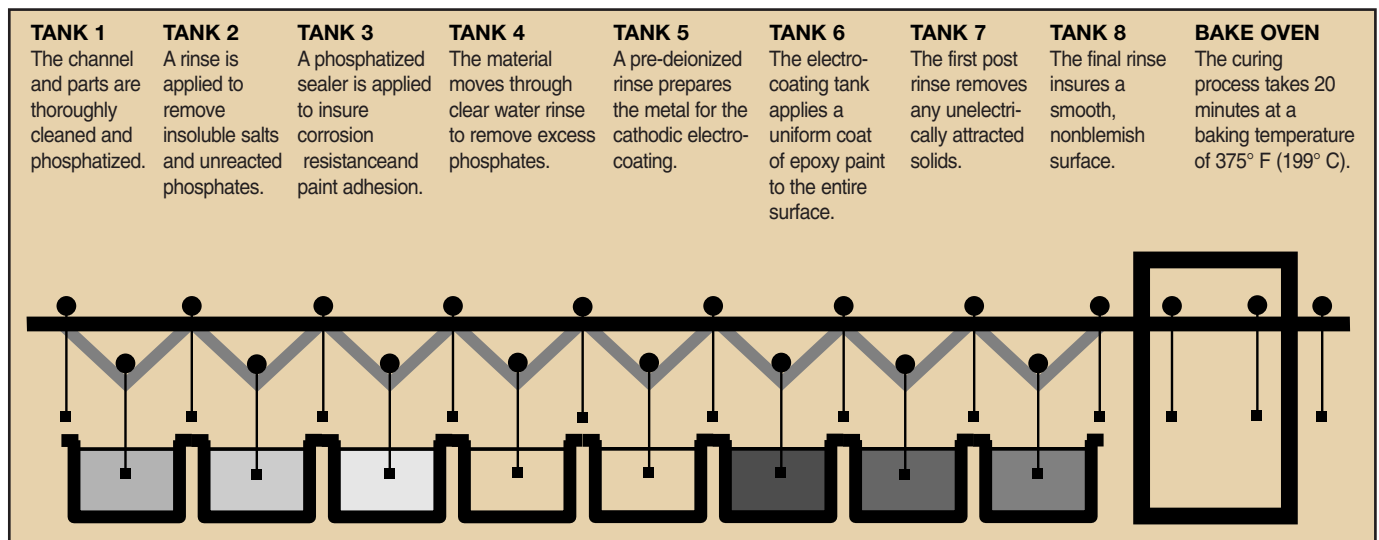 TANK 1
The channel
and parts are
thoroughly
cleaned and
phosphatized.
TANK 2
A rinse is
applied to
remove
insoluble salts
and unreacted
phosphates.
TANK 3
A phosphatized
sealer is applied
to insure
corrosion
resistanceand
paint adhesion.
TANK 4
The material
moves through
clear water rinse
to remove excess
phosphates.
TANK 5
A pre-deionized
rinse prepares
the metal for the
cathodic electro-
coating.
TANK 6
The electro-
coating tank
applies a
uniform coat
of epoxy paint
to the entire
surface.
TANK 7
The first post
rinse removes
any unelectri-
cally attracted
solids.
TANK 8
The final rinse
insures a
smooth,
nonblemish
surface.
BAKE OVEN
The curing
process takes 20
minutes at a
baking temperature
of 375° F (199° C).